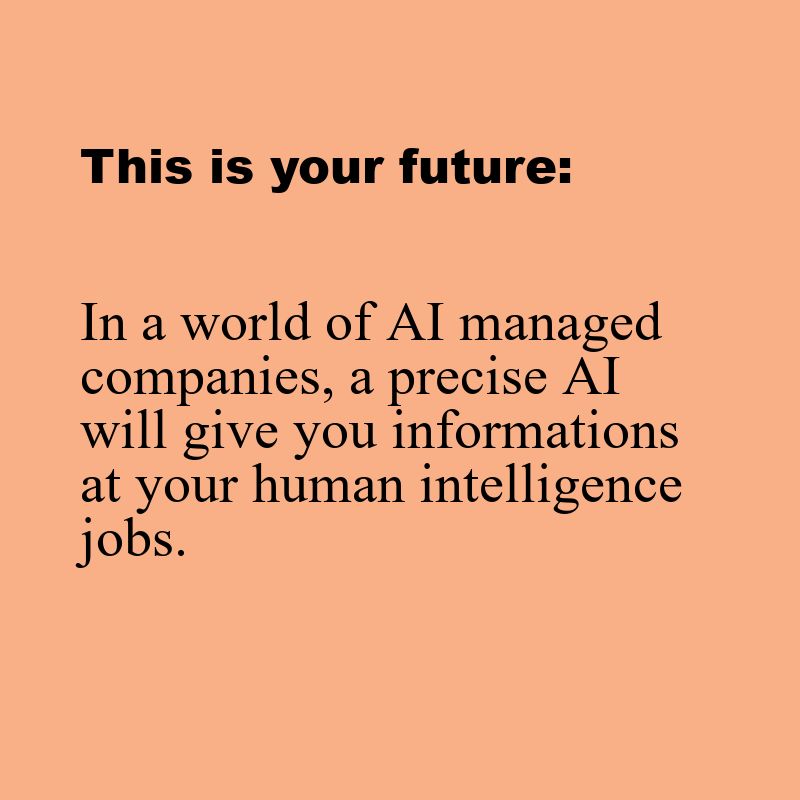 This is your future:
In a world of AI managed
companies, a precise AI
will give you informations
at your human intelligence
jobs.